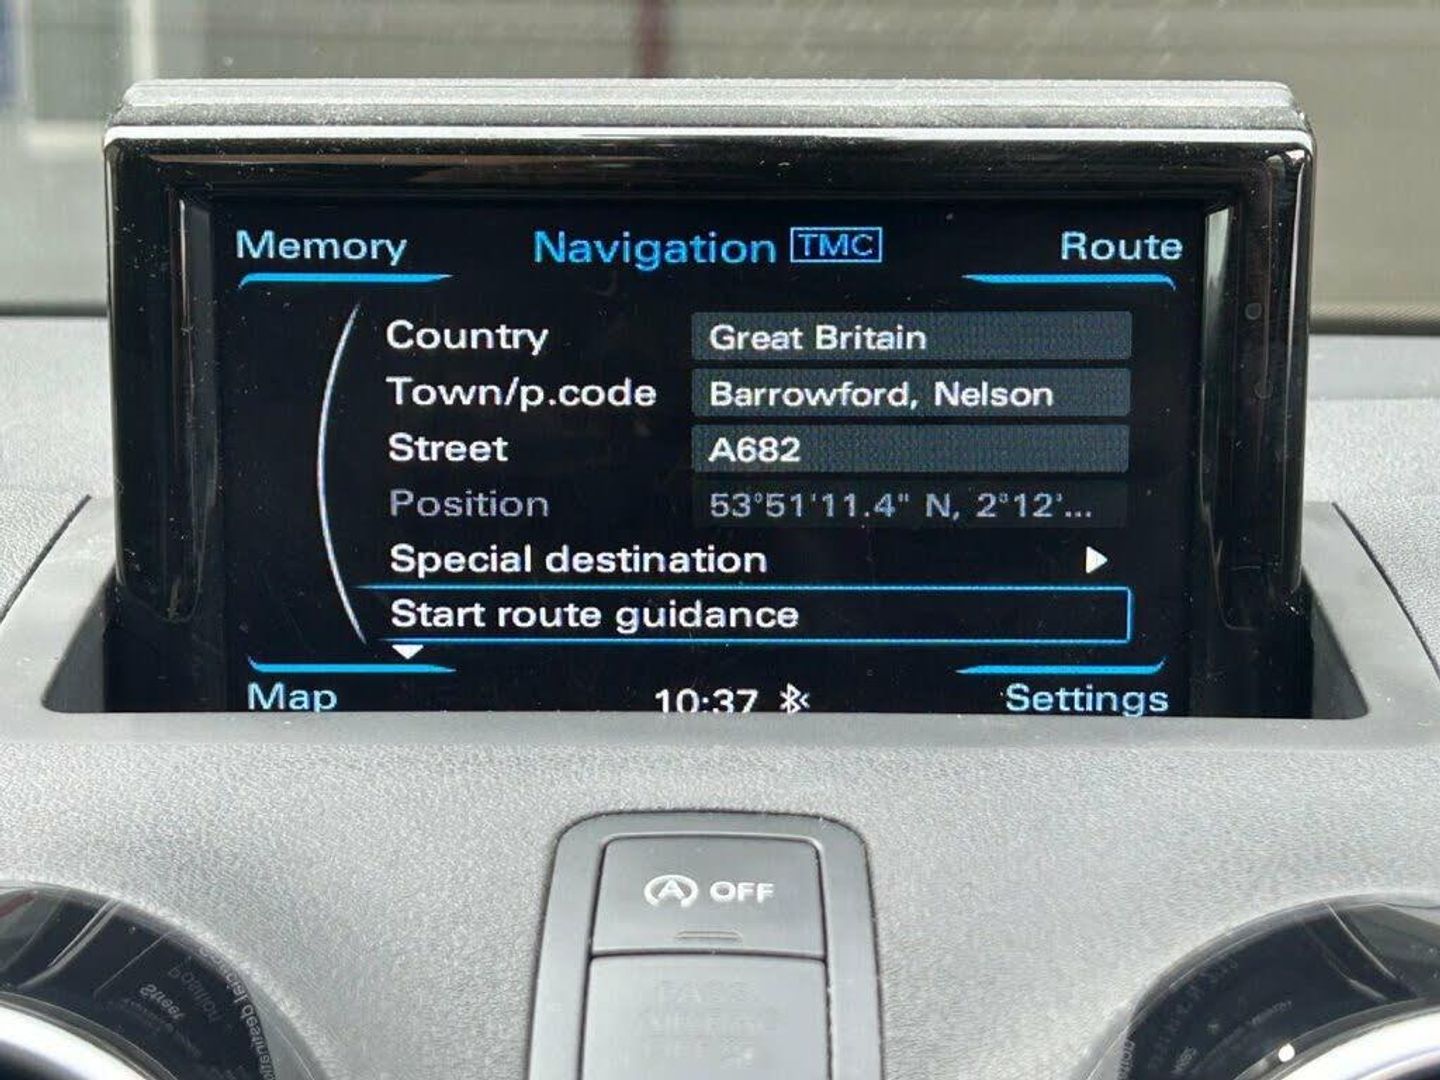 Memory Navigation TMC Route
Country Great Britain
Town/p.code Barrowford, Nelson
Street A682
Position 53°51'11.4" N, 2°12'...
Special destination
Start route guidance
Map 10:37 Settings
A OFF
PASS